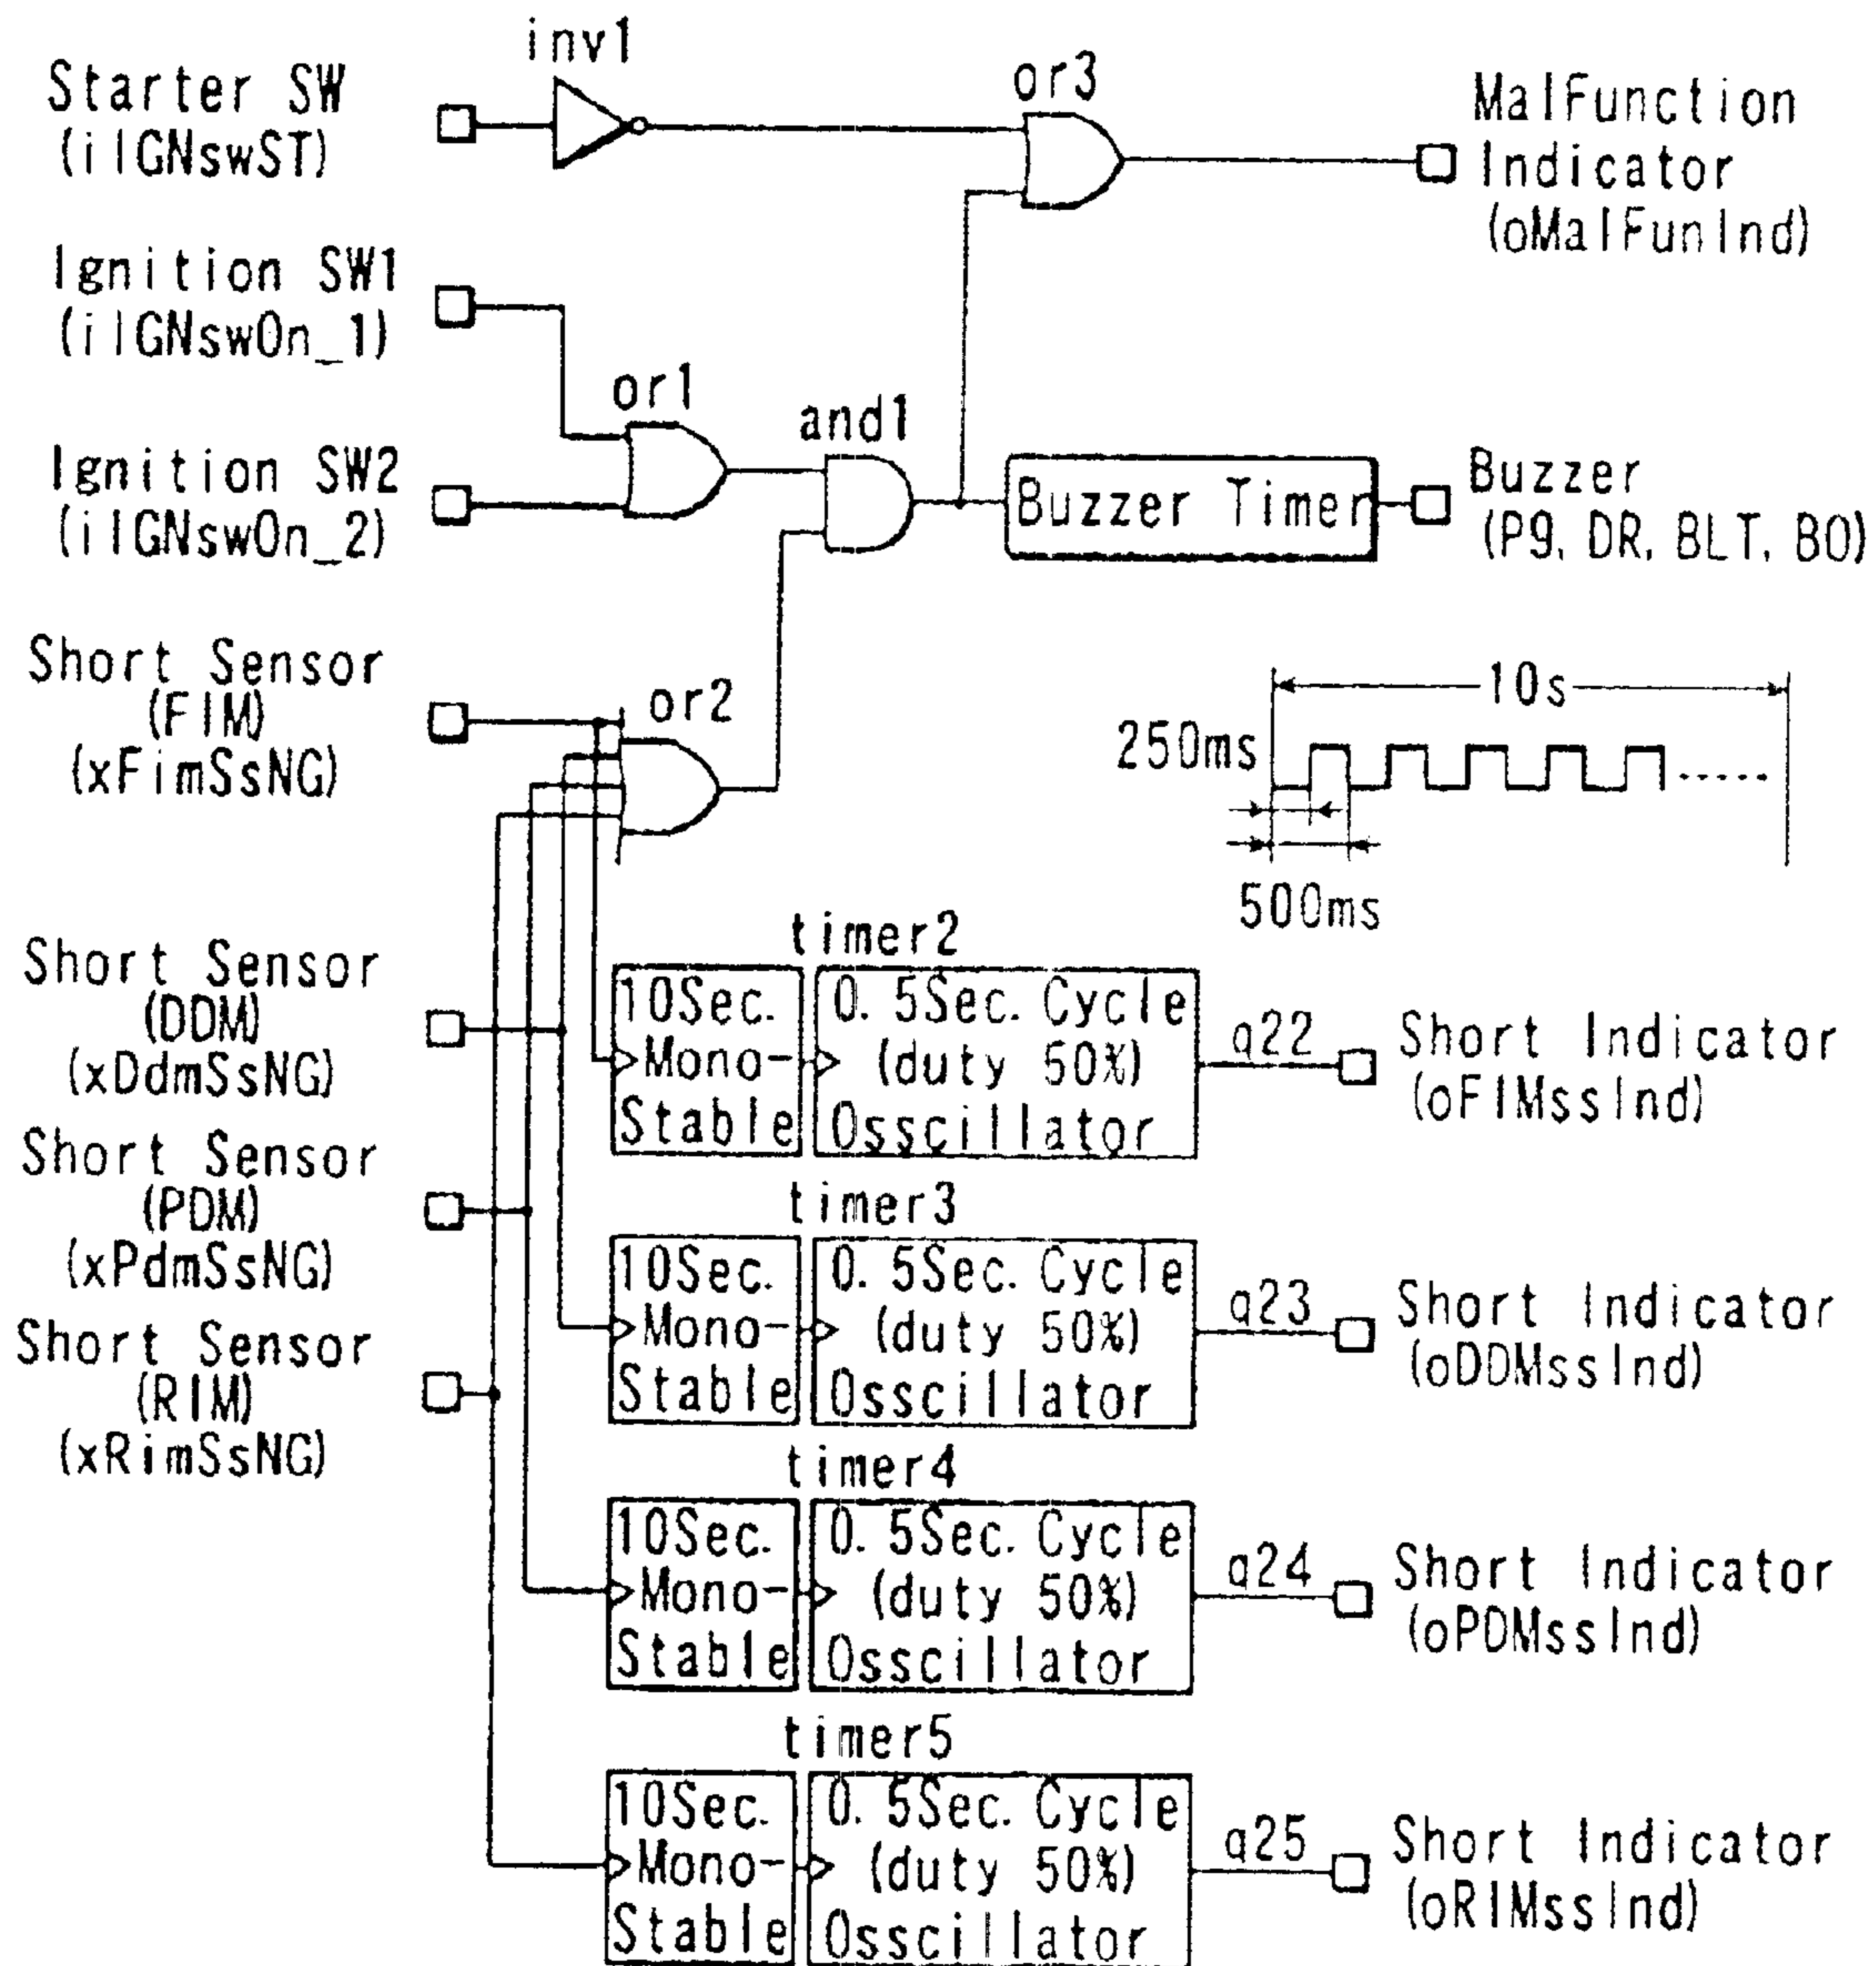 inv1
or3
Starter SW
(iIGNswST)
MalFunction
Indicator
(oMalFunInd)
Ignition SW1
(iIGNswOn_1)
or1
and1
Ignition SW2
(iIGNswOn_2)
Buzzer Timer
Buzzer
(P9, DR, BLT, BO)
Short Sensor
(FIM)
(xFimSsNG)
or2
10s
250ms
500ms
timer2
Short Sensor
(DDM)
(xDdmSsNG)
10Sec.
Mono-
Stable
0. 5Sec. Cycle
(duty 50%)
Osscillator
q22
Short Indicator
(oFIMssInd)
Short Sensor
(PDM)
(xPdmSsNG)
timer3
10Sec.
Mono-
Stable
0. 5Sec. Cycle
(duty 50%)
Osscillator
q23
Short Indicator
(oDDMssInd)
Short Sensor
(RIM)
(xRimSsNG)
timer4
10Sec.
Mono-
Stable
0. 5Sec. Cycle
(duty 50%)
Osscillator
q24
Short Indicator
(oPDMssInd)
timer5
10Sec.
Mono-
Stable
0. 5Sec. Cycle
(duty 50%)
Osscillator
q25
Short Indicator
(oRIMssInd)